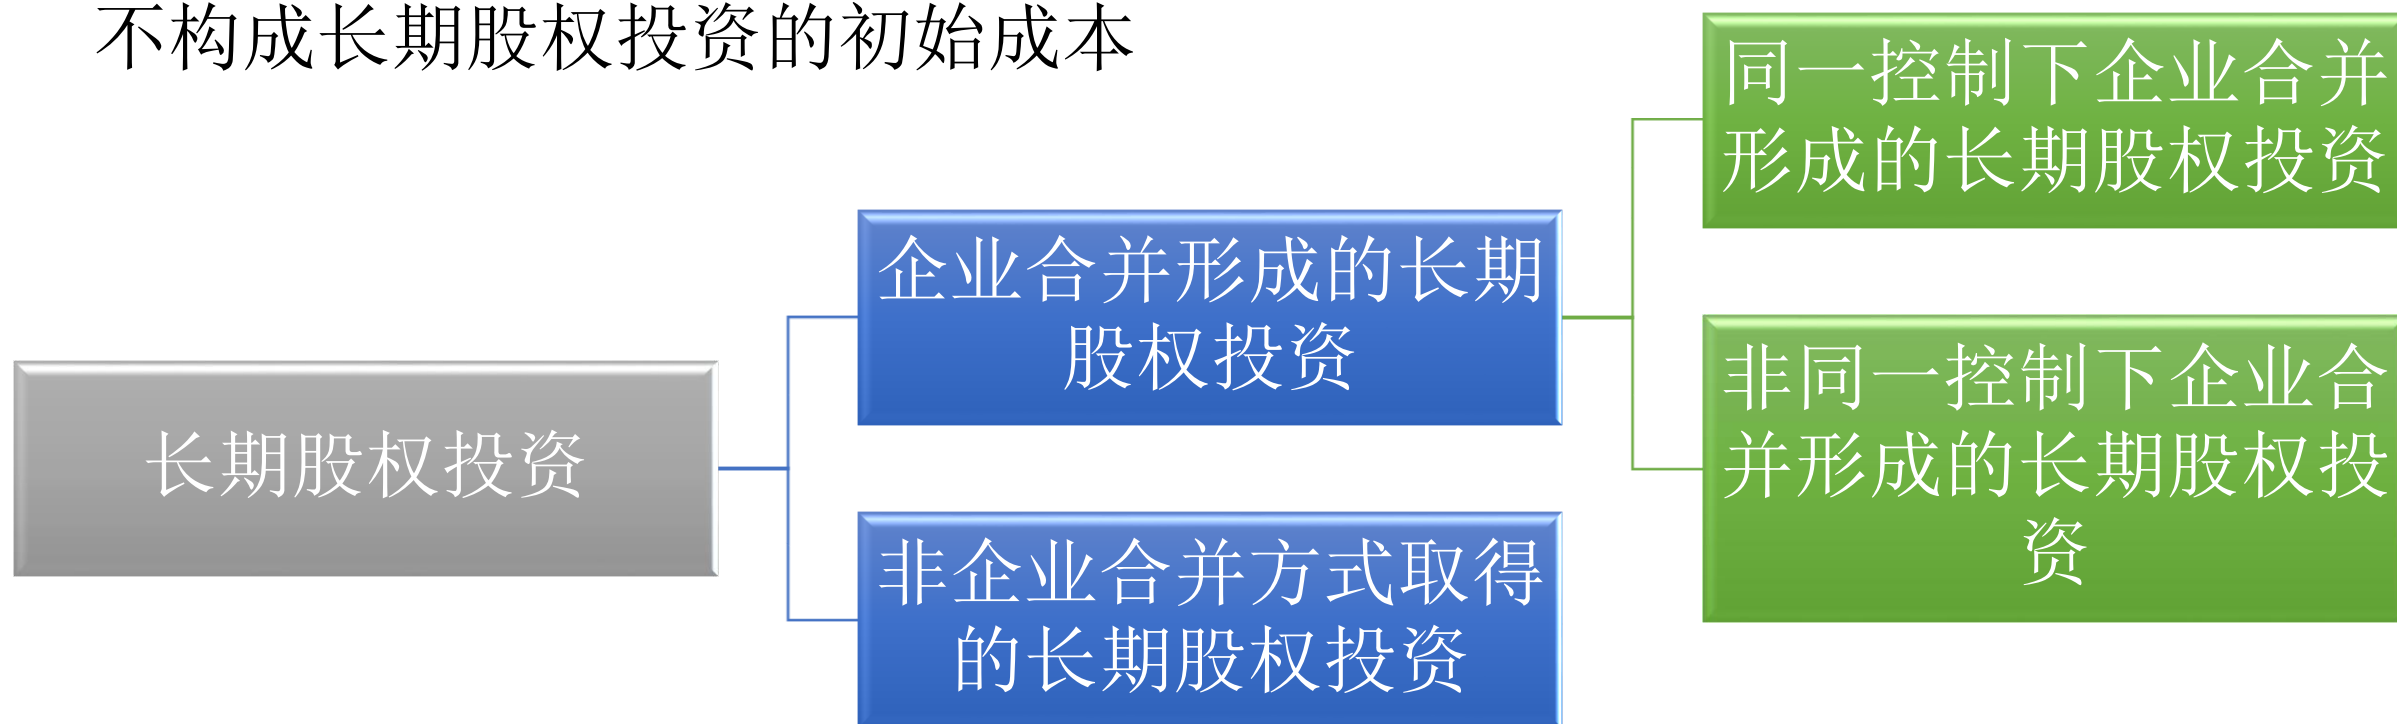 不构成长期股权投资的初始成本
同一控制下企业合并
形成的长期股权投资
企业合并形成的长期
股权投资
非同一控制下企业合
并形成的长期股权投
资
长期股权投资
非企业合并方式取得
的长期股权投资